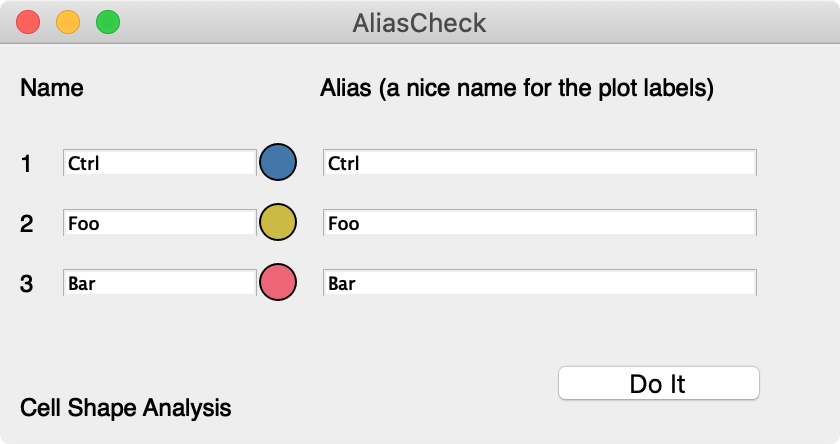 AliasCheck
Name Alias (a nice name for the plot labels)
1 Ctrl Ctrl
2 Foo Foo
3 Bar Bar
Do It
Cell Shape Analysis